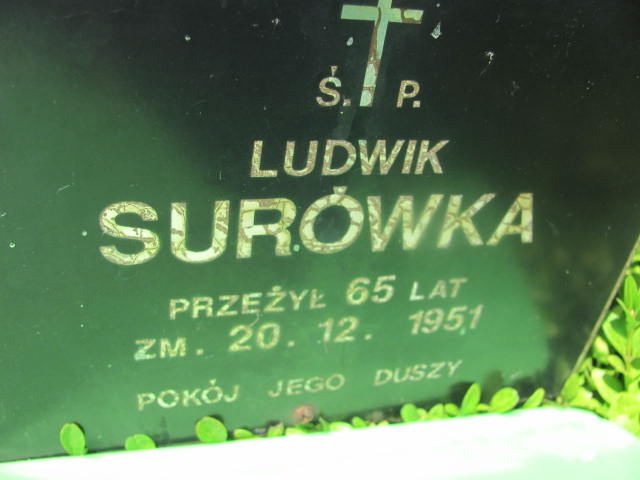 Ś. P.
LUDWIK
SURÓWKA
PRZEŻYŁ 65 LAT
ZM. 20. 12. 1951
POKÓJ JEGO DUSZY